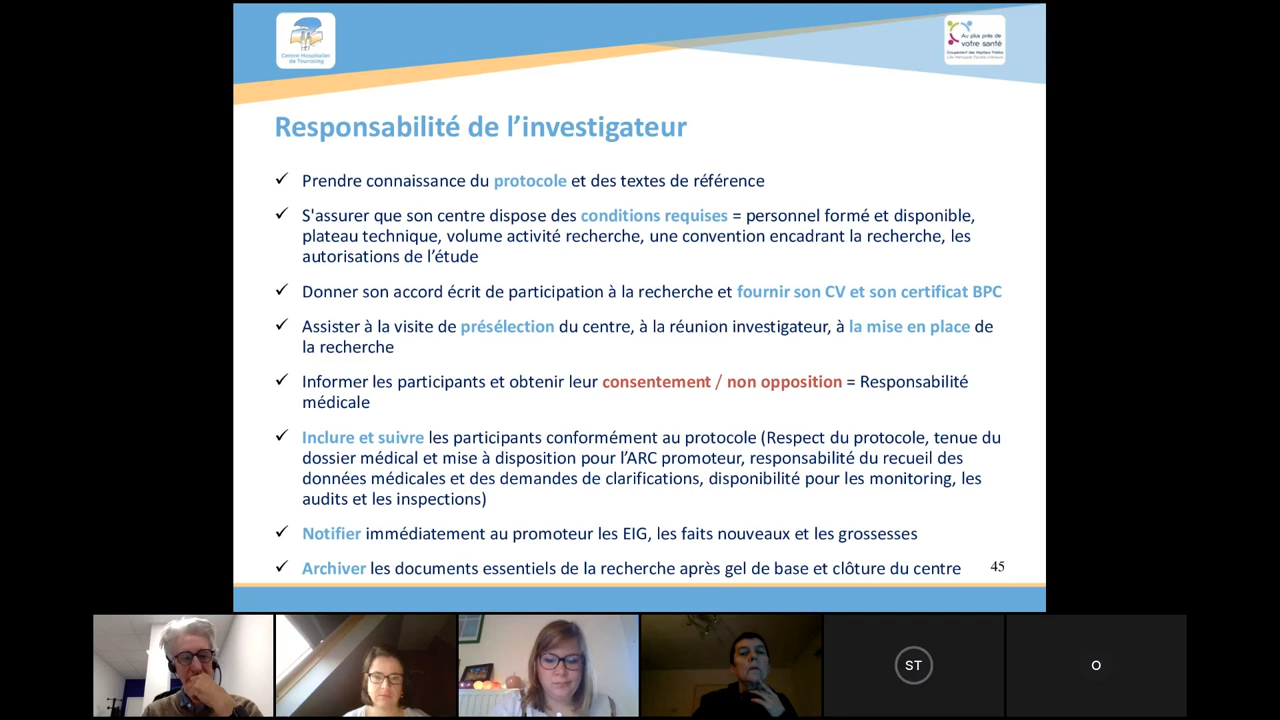 Centre Hospitalier
de Tourcoing
Au plus près de
votre santé
Responsabilité de l'investigateur
✓ Prendre connaissance du protocole et des textes de référence
✓ S'assurer que son centre dispose des conditions requises = personnel formé et disponible,
plateau technique, volume activité recherche, une convention encadrant la recherche, les
autorisations de l'étude
✓ Donner son accord écrit de participation à la recherche et fournir son CV et son certificat BPC
✓ Assister à la visite de présélection du centre, à la réunion investigateur, à la mise en place de
la recherche
✓ Informer les participants et obtenir leur consentement / non opposition = Responsabilité
médicale
✓ Inclure et suivre les participants conformément au protocole (Respect du protocole, tenue du
dossier médical et mise à disposition pour l'ARC promoteur, responsabilité du recueil des
données médicales et des demandes de clarifications, disponibilité pour les monitoring, les
audits et les inspections)
✓ Notifier immédiatement au promoteur les EIG, les faits nouveaux et les grossesses
✓ Archiver les documents essentiels de la recherche après gel de base et clôture du centre
45
ST
O